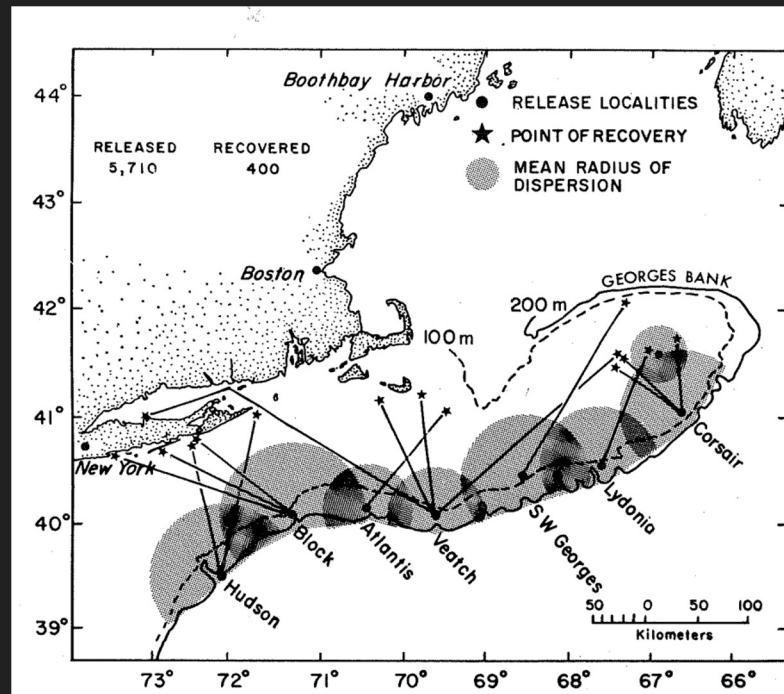 44°
43°
42°
41°
40°
39°
Boothbay Harbor
RELEASED
5,710
RECOVERED
400
RELEASE LOCALITIES
POINT OF RECOVERY
MEAN RADIUS OF
DISPERSION
Boston
GEORGES BANK
200 m
100m
New York
Corsair
Lydonia
SW Georges
Veatch
Atlantis
Block
Hudson
50 0 50 100
Kilometers
73° 72° 71° 70° 69° 68° 67° 66°